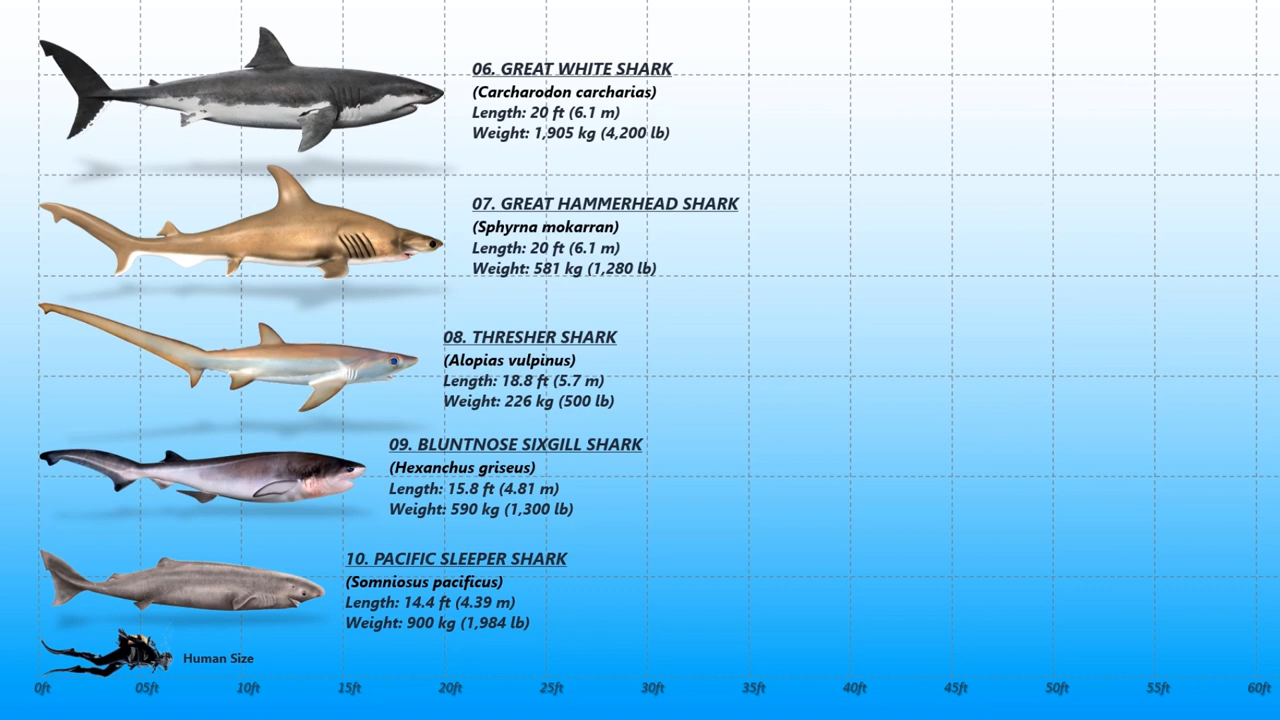 06. GREAT WHITE SHARK
(Carcharodon carcharias)
Length: 20 ft (6.1 m)
Weight: 1,905 kg (4,200 lb)
07. GREAT HAMMERHEAD SHARK
(Sphyrna mokarran)
Length: 20 ft (6.1 m)
Weight: 581 kg (1,280 lb)
08. THRESHER SHARK
(Alopias vulpinus)
Length: 18.8 ft (5.7 m)
Weight: 226 kg (500 lb)
09. BLUNTNOSE SIXGILL SHARK
(Hexanchus griseus)
Length: 15.8 ft (4.81 m)
Weight: 590 kg (1,300 lb)
10. PACIFIC SLEEPER SHARK
(Somniosus pacificus)
Length: 14.4 ft (4.39 m)
Weight: 900 kg (1,984 lb)
Human Size
0ft 05ft 10ft 15ft 20ft 25ft 30ft 35ft 40ft 45ft 50ft 55ft 60ft